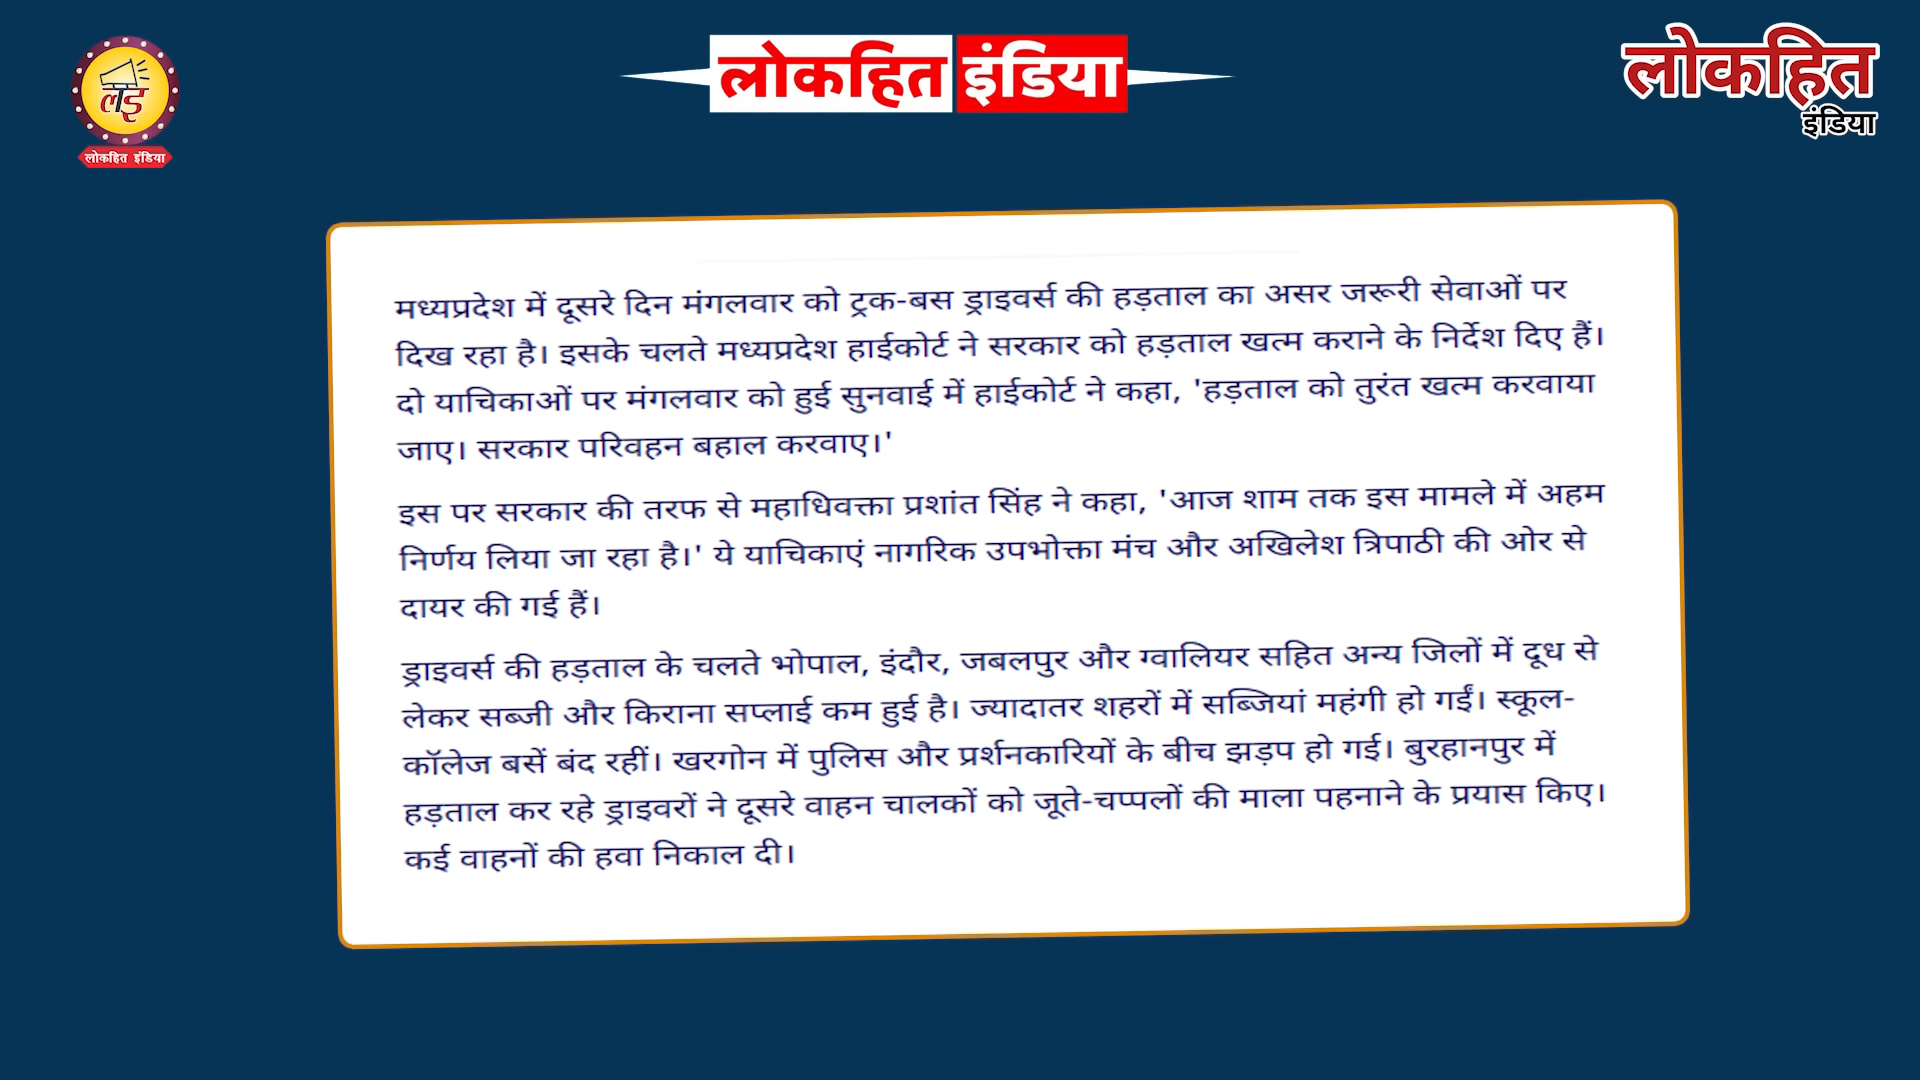 लोकहित इंडिया
लोकहित
इंडिया
लइ
लोकहित इंडिया
मध्यप्रदेश में दूसरे दिन मंगलवार को ट्रक-बस ड्राइवर्स की हड़ताल का असर जरूरी सेवाओं पर
दिख रहा है। इसके चलते मध्यप्रदेश हाईकोर्ट ने सरकार को हड़ताल खत्म कराने के निर्देश दिए हैं।
दो याचिकाओं पर मंगलवार को हुई सुनवाई में हाईकोर्ट ने कहा, 'हड़ताल को तुरंत खत्म करवाया
जाए। सरकार परिवहन बहाल करवाए।'
इस पर सरकार की तरफ से महाधिवक्ता प्रशांत सिंह ने कहा, 'आज शाम तक इस मामले में अहम
निर्णय लिया जा रहा है।' ये याचिकाएं नागरिक उपभोक्ता मंच और अखिलेश त्रिपाठी की ओर से
दायर की गई हैं।
ड्राइवर्स की हड़ताल के चलते भोपाल, इंदौर, जबलपुर और ग्वालियर सहित अन्य जिलों में दूध से
लेकर सब्जी और किराना सप्लाई कम हुई है। ज्यादातर शहरों में सब्जियां महंगी हो गईं। स्कूल-
कॉलेज बसें बंद रहीं। खरगोन में पुलिस और प्रर्शनकारियों के बीच झड़प हो गई। बुरहानपुर में
हड़ताल कर रहे ड्राइवरों ने दूसरे वाहन चालकों को जूते-चप्पलों की माला पहनाने के प्रयास किए।
कई वाहनों की हवा निकाल दी।